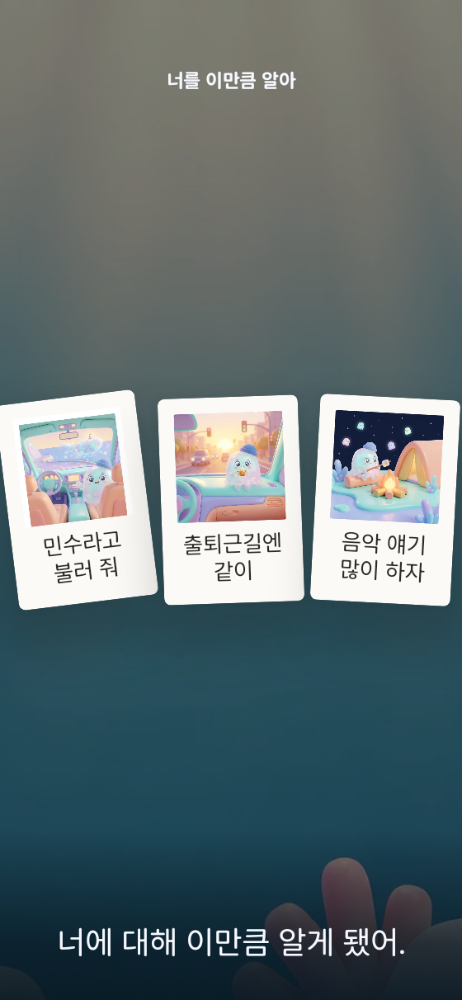 너를 이만큼 알아
민수라고
불러 줘
출퇴근길엔
같이
음악 얘기
많이 하자
너에 대해 이만큼 알게 됐어.